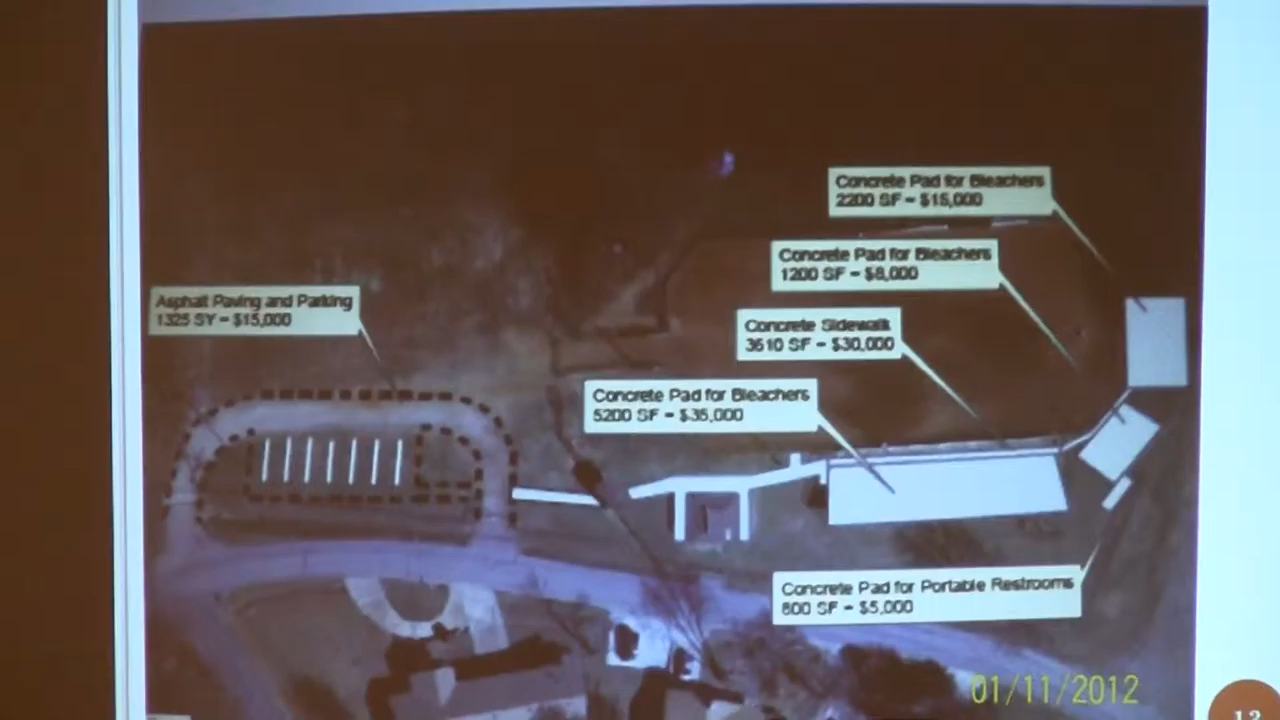 Concrete Pad for Bleachers
2200 SF - $15,000
Concrete Pad for Bleachers
1200 SF - $8,000
Asphalt Paving and Parking
1325 SY - $15,000
Concrete Sidewalk
3610 SF - $30,000
Concrete Pad for Bleachers
5200 SF - $35,000
Concrete Pad for Portable Restrooms
800 SF - $5,000
01/11/2012